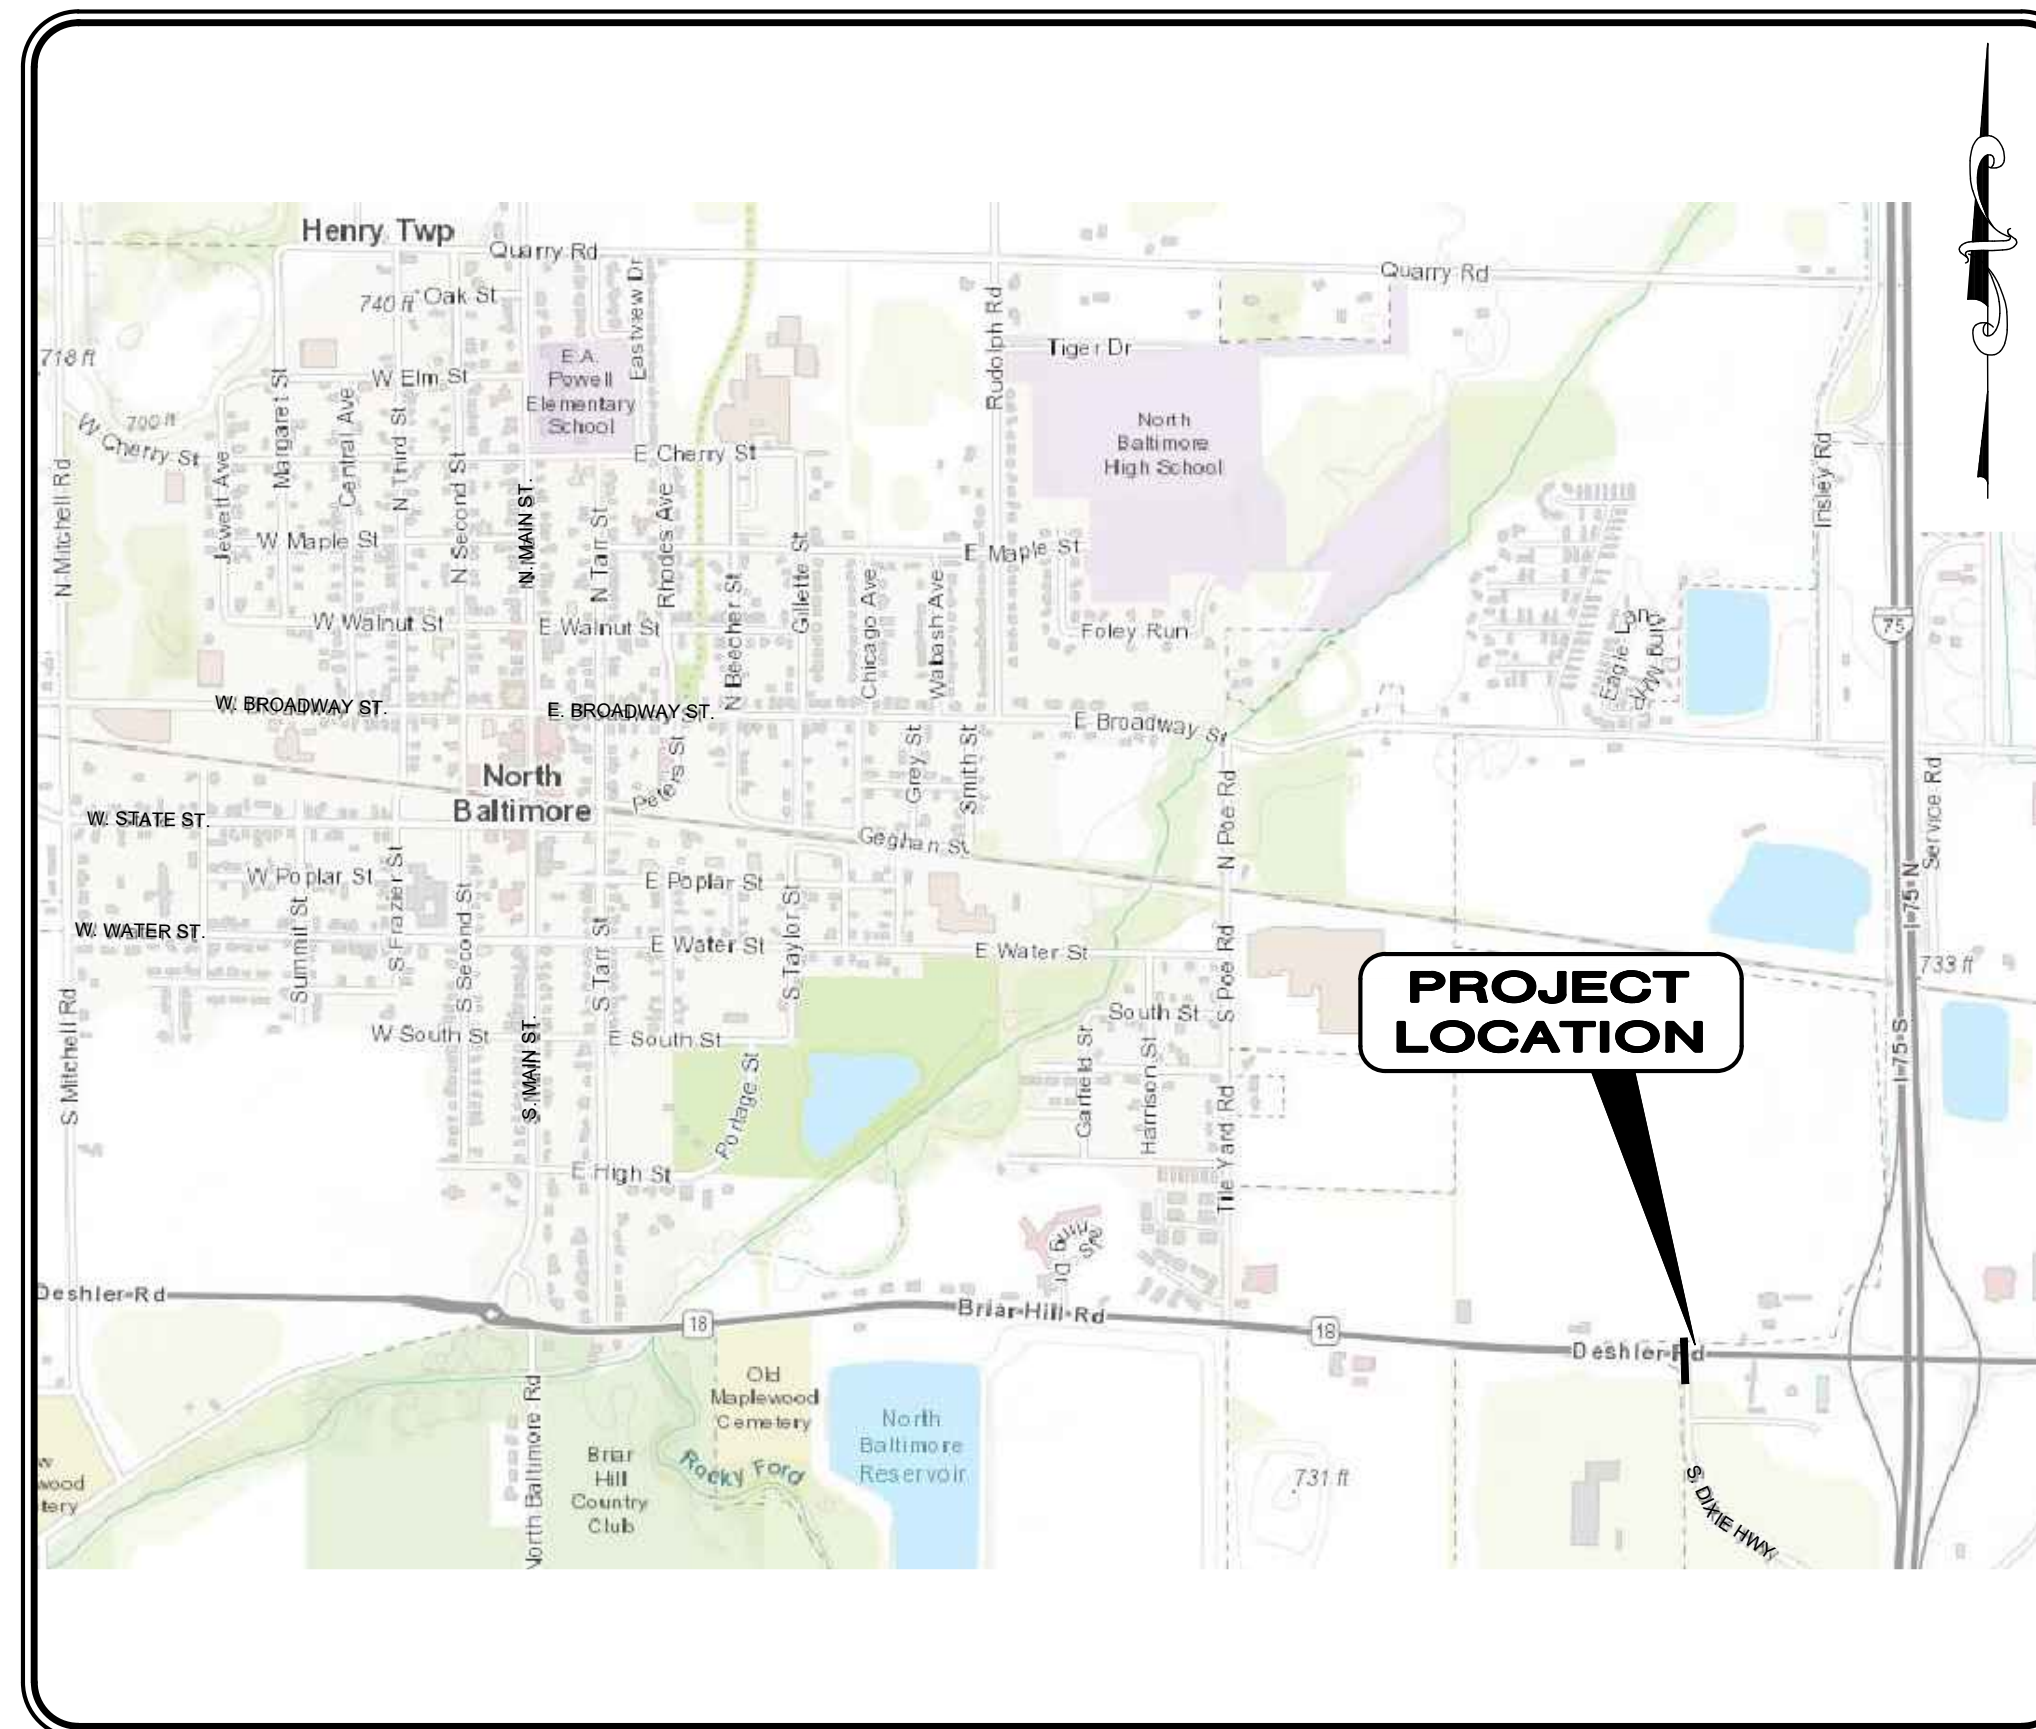 Henry Twp
Quarry Rd
Quarry Rd
740 ft
Oak St
Eastview Dr
Rudolph Rd
718 ft
E.A.
Powell
Elementary
School
Tiger Dr
W Elm St
Margaret St
Central Ave
N Third St
700 ft
W Cherry St
E Cherry St
North
Baltimore
High School
Insley Rd
N Mitchell Rd
Jewett Ave
N Second St
N. MAIN ST.
N Tarr St
Rhodes Ave
W Maple St
E Maple St
Gillette St
N Beecher St
Chicago Ave
Wabash Ave
W Walnut St
E Walnut St
Foley Run
75
W. BROADWAY ST.
E. BROADWAY ST.
E Broadway St
Peters St
Grey St
Smith St
North
Baltimore
N Poe Rd
Service Rd
W. STATE ST.
Geghan St
W Poplar St
E Poplar St
S Frazier St
Summit St
S Second St
S Tarr St
S Taylor St
I-75-N
W. WATER ST.
E Water St
E Water St
S Poe Rd
733 ft
PROJECT
LOCATION
South St
S Mitchell Rd
W South St
S. MAIN ST.
E South St
Portage St
Garfield St
Harrison St
I-75-S
Tile Yard Rd
E High St
Deshler-Rd
18
Briar-Hill-Rd
18
Deshler-Rd
Old
Maplewood
Cemetery
North Baltimore Rd
North
Baltimore
Reservoir
Briar
Hill
Country
Club
Rocky Ford
731 ft
S. DIXIE HWY.
wood
tery